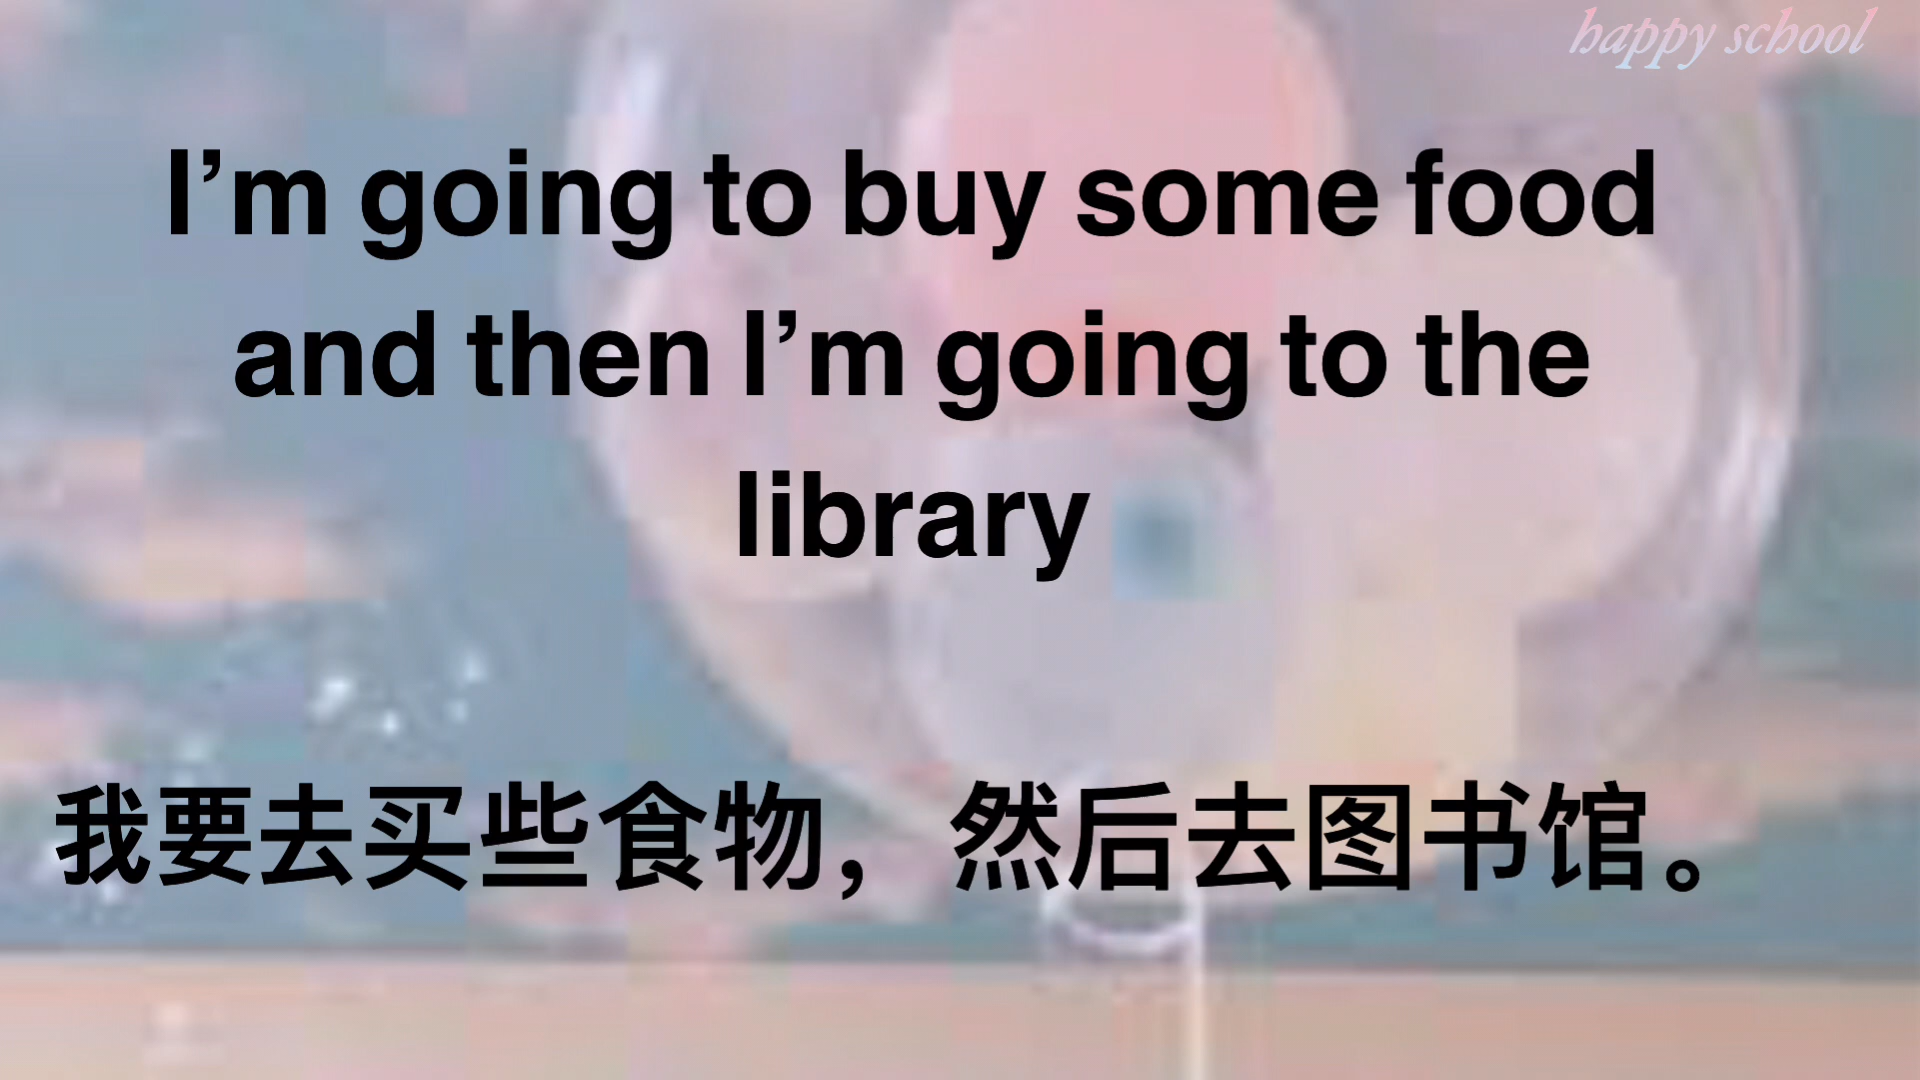 happy school
I’m going to buy some food
and then I’m going to the
library
我要去买些食物，然后去图书馆。